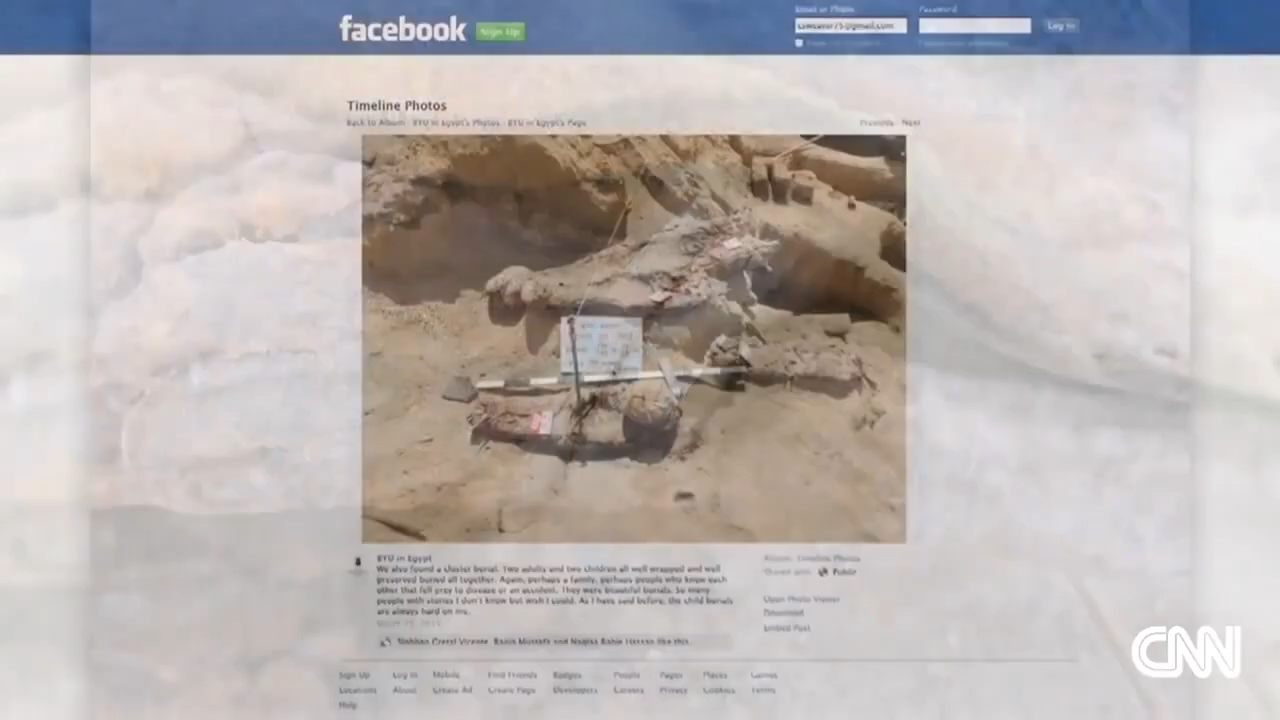 facebook
Sign Up
Email or Phone
Password
Log In
Timeline Photos
Back to Album · BYU in Egypt's Photos · BYU in Egypt's Page
Previous · Next
BYU in Egypt
We also found a cluster burial. Two adults and two children all well wrapped and well
preserved buried all together. Again, perhaps a family, perhaps people who knew each
other that fell prey to disease or an accident. They were beautiful burials. So many
people with stories I don't know but wish I could. As I have said before, the child burials
are always hard on me.
Album: Timeline Photos
Shared with: Public
Open Photo Viewer
Download
Embed Post
like this.
Sign Up Log In Mobile Find Friends Badges People Pages Places Games
Locations About Create Ad Create Page Developers Careers Privacy Cookies Terms
Help
CNN